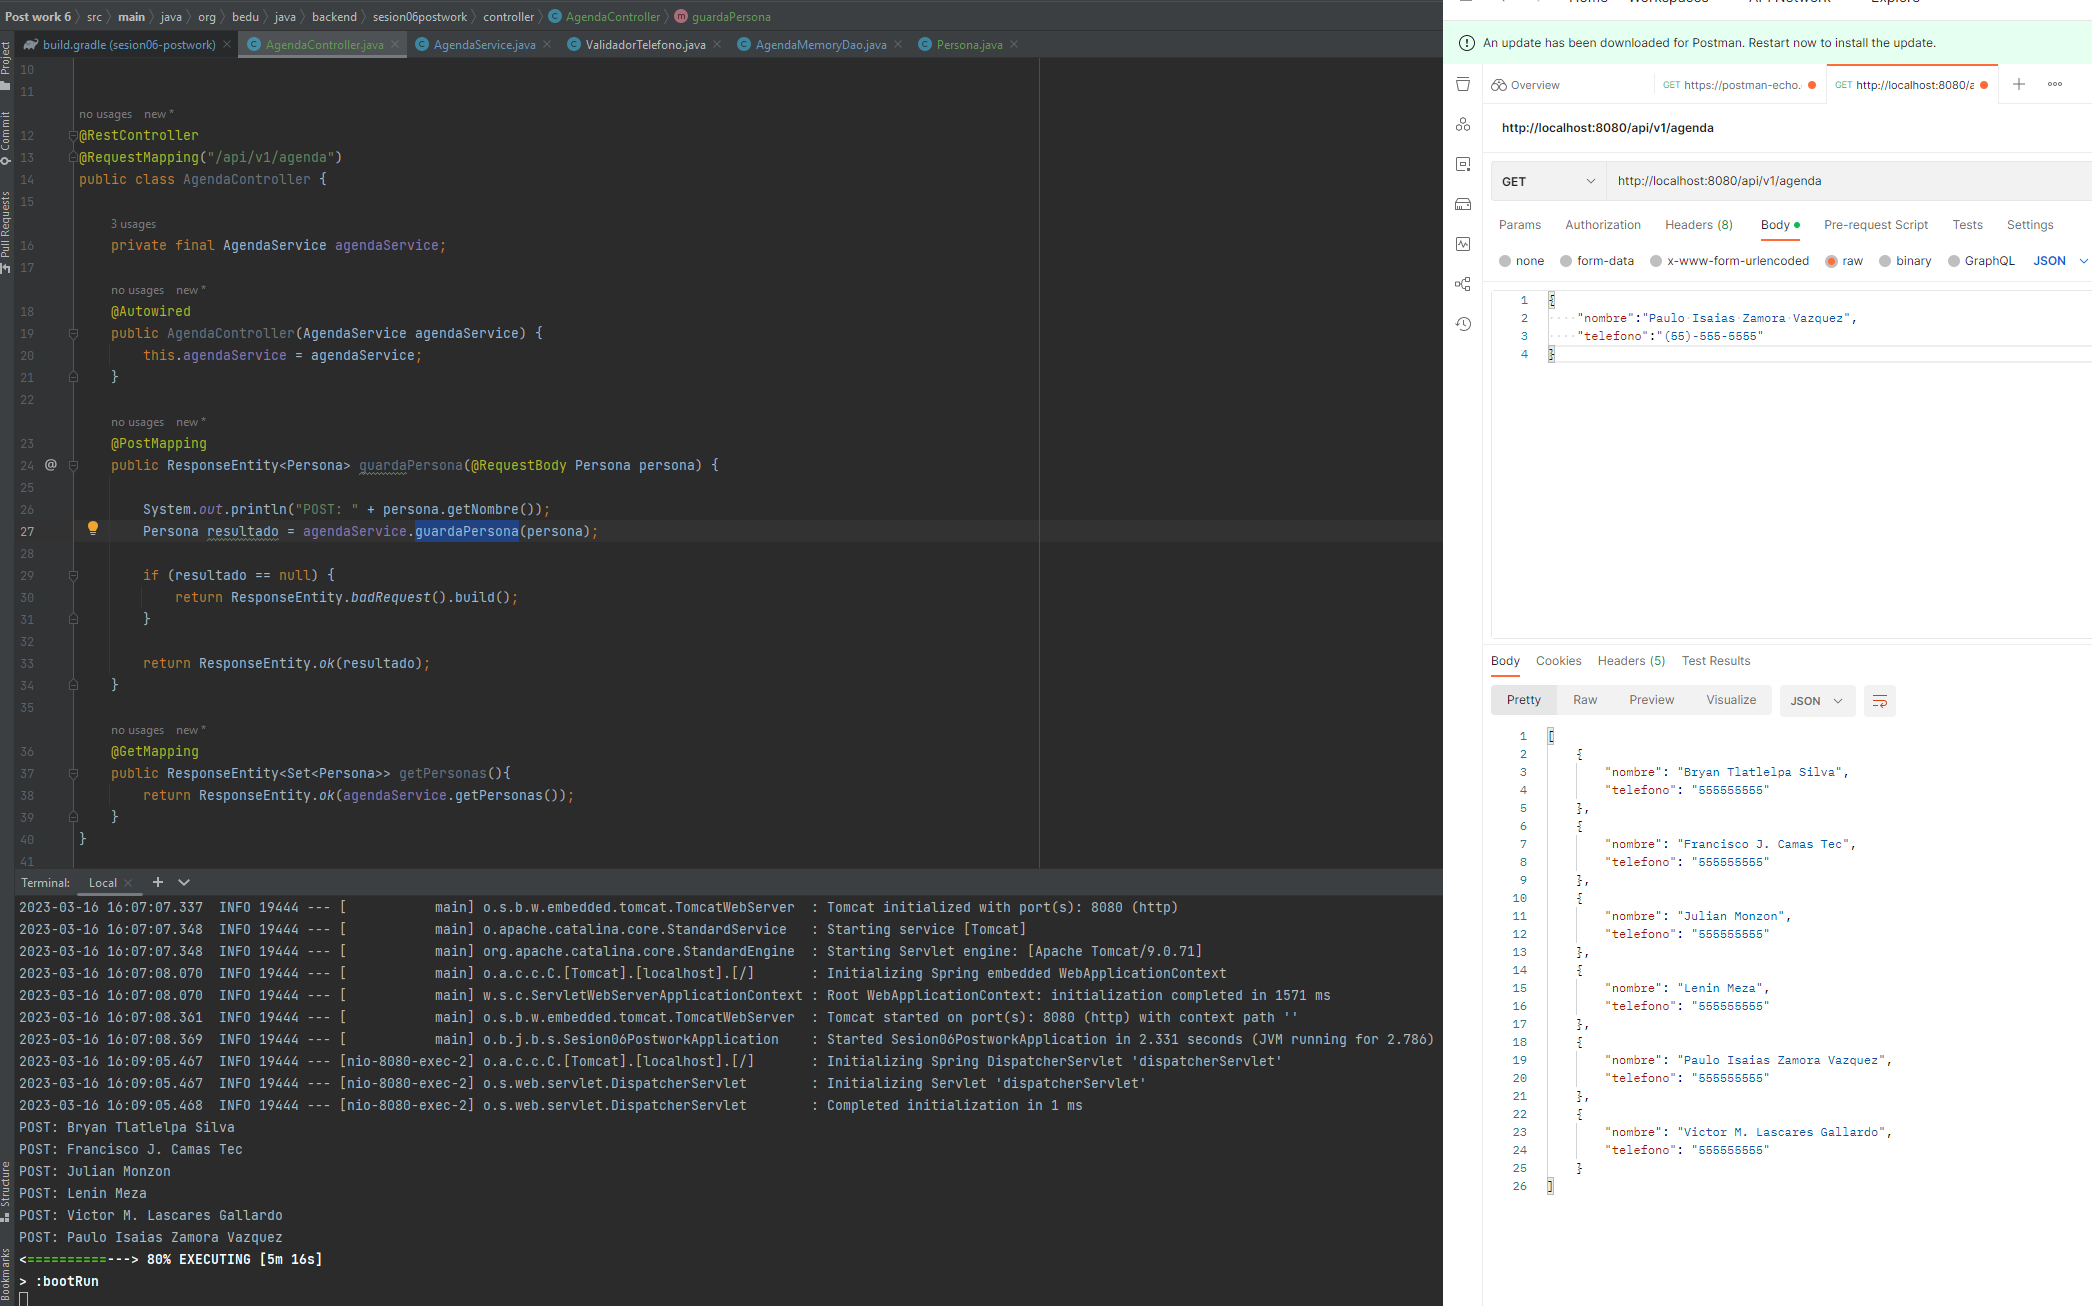 Post work 6 src main java org bedu java backend sesion06postwork controller AgendaController guardaPersona
build.gradle (sesion06-postwork) AgendaController.java AgendaService.java ValidadorTelefono.java AgendaMemoryDao.java Persona.java
Project
Commit
Pull Requests
Structure
Bookmarks
10
11
no usages new *
12 @RestController
13 @RequestMapping("/api/v1/agenda")
14 public class AgendaController {
15
3 usages
16 private final AgendaService agendaService;
17
no usages new *
18 @Autowired
19 public AgendaController(AgendaService agendaService) {
20 this.agendaService = agendaService;
21 }
22
no usages new *
23 @PostMapping
24 @ public ResponseEntity<Persona> guardaPersona(@RequestBody Persona persona) {
25
26 System.out.println("POST: " + persona.getNombre());
27 Persona resultado = agendaService.guardaPersona(persona);
28
29 if (resultado == null) {
30 return ResponseEntity.badRequest().build();
31 }
32
33 return ResponseEntity.ok(resultado);
34 }
35
no usages new *
36 @GetMapping
37 public ResponseEntity<Set<Persona>> getPersonas(){
38 return ResponseEntity.ok(agendaService.getPersonas());
39 }
40 }
41
Terminal: Local
2023-03-16 16:07:07.337 INFO 19444 --- [ main] o.s.b.w.embedded.tomcat.TomcatWebServer : Tomcat initialized with port(s): 8080 (http)
2023-03-16 16:07:07.348 INFO 19444 --- [ main] o.apache.catalina.core.StandardService : Starting service [Tomcat]
2023-03-16 16:07:07.348 INFO 19444 --- [ main] org.apache.catalina.core.StandardEngine : Starting Servlet engine: [Apache Tomcat/9.0.71]
2023-03-16 16:07:08.070 INFO 19444 --- [ main] o.a.c.c.C.[Tomcat].[localhost].[/] : Initializing Spring embedded WebApplicationContext
2023-03-16 16:07:08.070 INFO 19444 --- [ main] w.s.c.ServletWebServerApplicationContext : Root WebApplicationContext: initialization completed in 1571 ms
2023-03-16 16:07:08.361 INFO 19444 --- [ main] o.s.b.w.embedded.tomcat.TomcatWebServer : Tomcat started on port(s): 8080 (http) with context path ''
2023-03-16 16:07:08.369 INFO 19444 --- [ main] o.b.j.b.s.Sesion06PostworkApplication : Started Sesion06PostworkApplication in 2.331 seconds (JVM running for 2.786)
2023-03-16 16:09:05.467 INFO 19444 --- [nio-8080-exec-2] o.a.c.c.C.[Tomcat].[localhost].[/] : Initializing Spring DispatcherServlet 'dispatcherServlet'
2023-03-16 16:09:05.467 INFO 19444 --- [nio-8080-exec-2] o.s.web.servlet.DispatcherServlet : Initializing Servlet 'dispatcherServlet'
2023-03-16 16:09:05.468 INFO 19444 --- [nio-8080-exec-2] o.s.web.servlet.DispatcherServlet : Completed initialization in 1 ms
POST: Bryan Tlatlelpa Silva
POST: Francisco J. Camas Tec
POST: Julian Monzon
POST: Lenin Meza
POST: Victor M. Lascares Gallardo
POST: Paulo Isaias Zamora Vazquez
<==========---> 80% EXECUTING [5m 16s]
> :bootRun
Home Workspaces API Network Explore
An update has been downloaded for Postman. Restart now to install the update.
Overview GET https://postman-echo. GET http://localhost:8080/a
http://localhost:8080/api/v1/agenda
GET http://localhost:8080/api/v1/agenda
Params Authorization Headers (8) Body Pre-request Script Tests Settings
none form-data x-www-form-urlencoded raw binary GraphQL JSON
1 {
2 "nombre":"Paulo Isaias Zamora Vazquez",
3 "telefono":"(55)-555-5555"
4 }
Body Cookies Headers (5) Test Results
Pretty Raw Preview Visualize JSON
1 [
2 {
3 "nombre": "Bryan Tlatlelpa Silva",
4 "telefono": "555555555"
5 },
6 {
7 "nombre": "Francisco J. Camas Tec",
8 "telefono": "555555555"
9 },
10 {
11 "nombre": "Julian Monzon",
12 "telefono": "555555555"
13 },
14 {
15 "nombre": "Lenin Meza",
16 "telefono": "555555555"
17 },
18 {
19 "nombre": "Paulo Isaias Zamora Vazquez",
20 "telefono": "555555555"
21 },
22 {
23 "nombre": "Victor M. Lascares Gallardo",
24 "telefono": "555555555"
25 }
26 ]